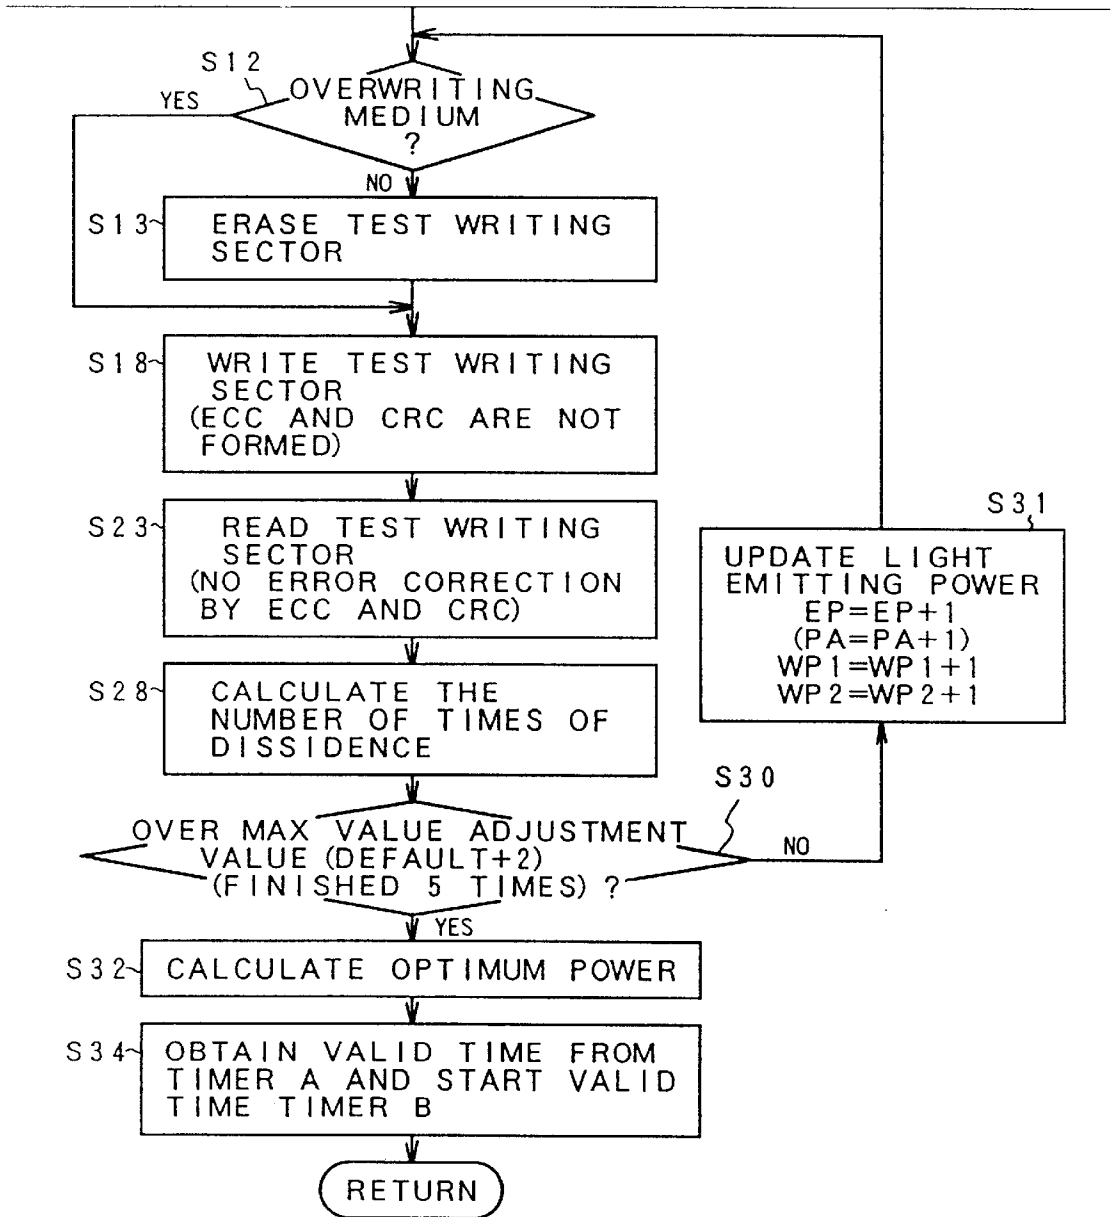 S12
OVERWRITING
MEDIUM
?
YES
NO
S13
ERASE TEST WRITING
SECTOR
S18
WRITE TEST WRITING
SECTOR
(ECC AND CRC ARE NOT
FORMED)
S23
READ TEST WRITING
SECTOR
(NO ERROR CORRECTION
BY ECC AND CRC)
S31
UPDATE LIGHT
EMITTING POWER
EP=EP+1
(PA=PA+1)
WP1=WP1+1
WP2=WP2+1
S28
CALCULATE THE
NUMBER OF TIMES OF
DISSIDENCE
S30
OVER MAX VALUE ADJUSTMENT
VALUE (DEFAULT+2)
(FINISHED 5 TIMES) ?
NO
YES
S32
CALCULATE OPTIMUM POWER
S34
OBTAIN VALID TIME FROM
TIMER A AND START VALID
TIME TIMER B
RETURN